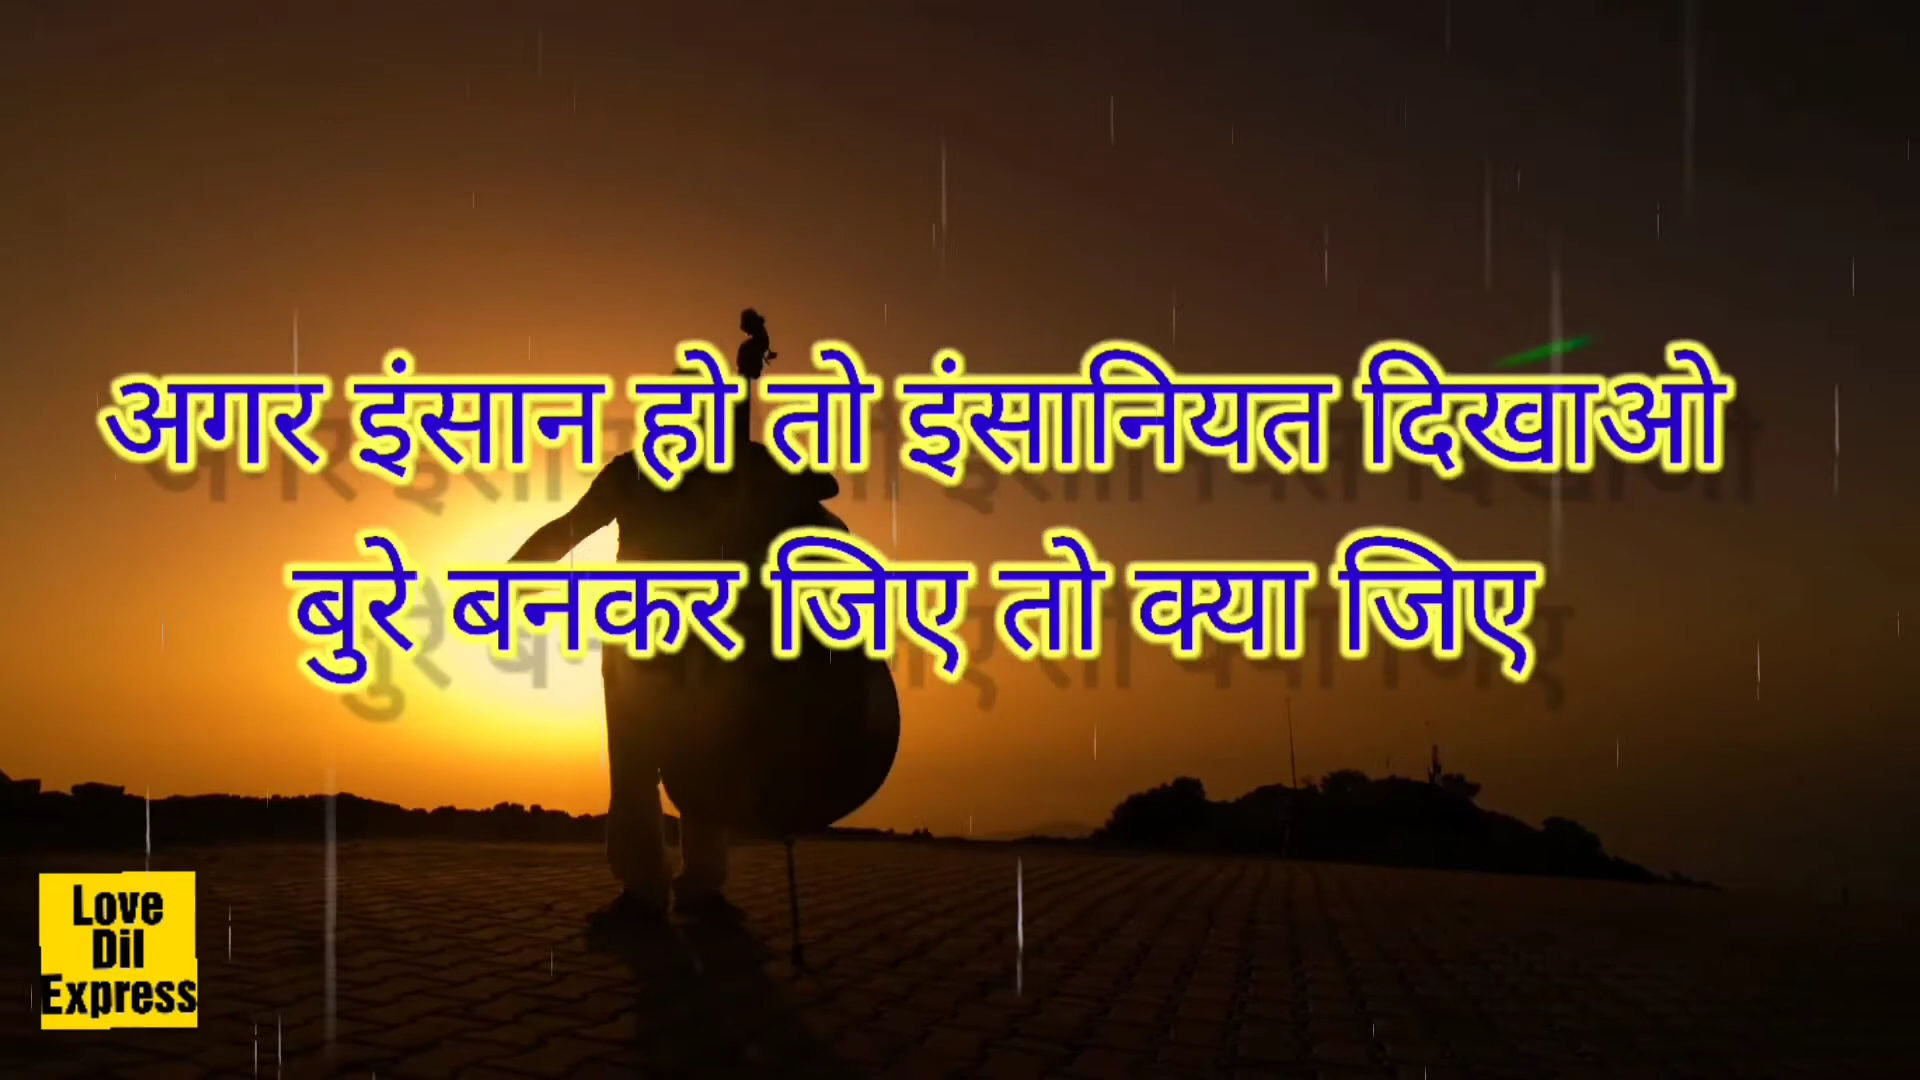 अगर इंसान हो तो इंसानियत दिखाओ
बुरे बनकर जिए तो क्या जिए
Love
Dil
Express